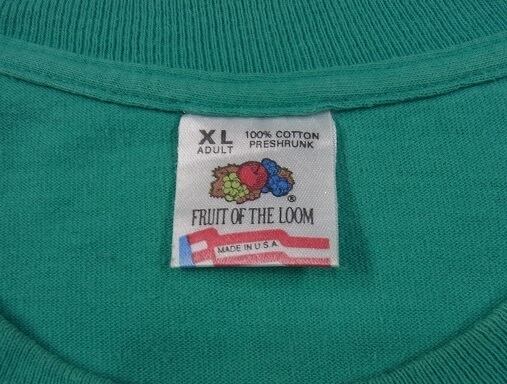 XL 100% COTTON
ADULT PRESHRUNK
®
FRUIT OF THE LOOM
MADE IN U.S.A.